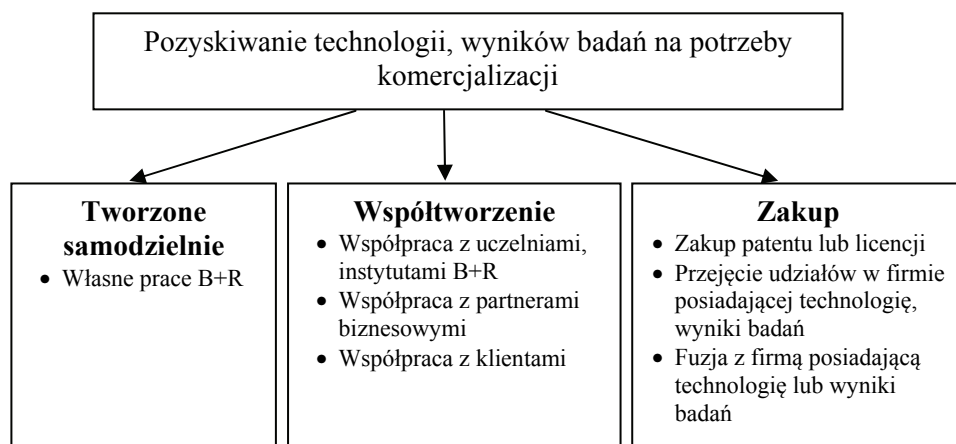 Pozyskiwanie technologii, wyników badań na potrzeby
komercjalizacji
Tworzone
samodzielnie
• Własne prace B+R
Współtworzenie
• Współpraca z uczelniami,
instytutami B+R
• Współpraca z partnerami
biznesowymi
• Współpraca z klientami
Zakup
• Zakup patentu lub licencji
• Przejęcie udziałów w firmie
posiadającej technologię,
wyniki badań
• Fuzja z firmą posiadającą
technologię lub wyniki
badań